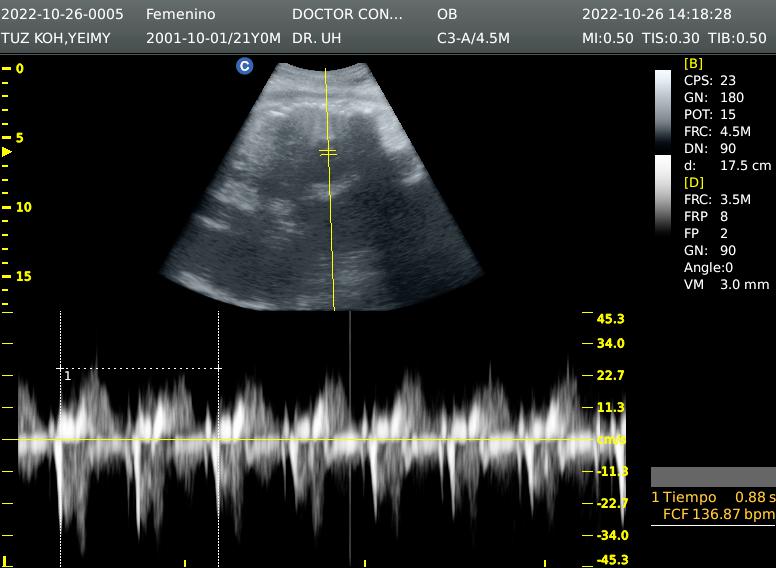 2022-10-26-0005 Femenino DOCTOR CON... OB 2022-10-26 14:18:28
TUZ KOH,YEIMY 2001-10-01/21Y0M DR. UH C3-A/4.5M MI:0.50 TIS:0.30 TIB:0.50
C
0
5
10
15
[B]
CPS: 23
GN: 180
POT: 15
FRC: 4.5M
DN: 90
d: 17.5 cm
[D]
FRC: 3.5M
FRP 8
FP 2
GN: 90
Angle:0
VM 3.0 mm
45.3
34.0
22.7
11.3
cm/s
-11.3
-22.7
-34.0
-45.3
1
1 Tiempo 0.88 s
FCF 136.87 bpm